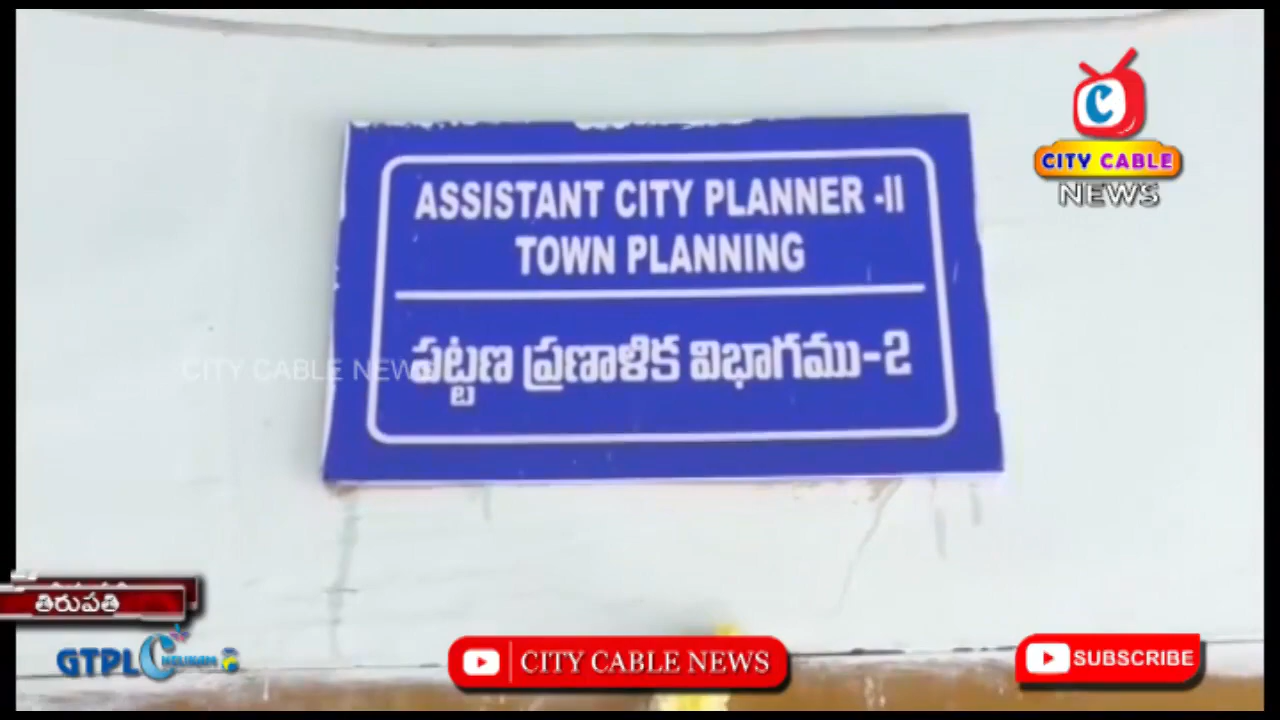 C
CITY CABLE
NEWS
ASSISTANT CITY PLANNER -II
TOWN PLANNING
పట్టణ ప్రణాళిక విభాగము-2
CITY CABLE NEWS
తిరుపతి
GTPL
CITY CABLE NEWS
SUBSCRIBE